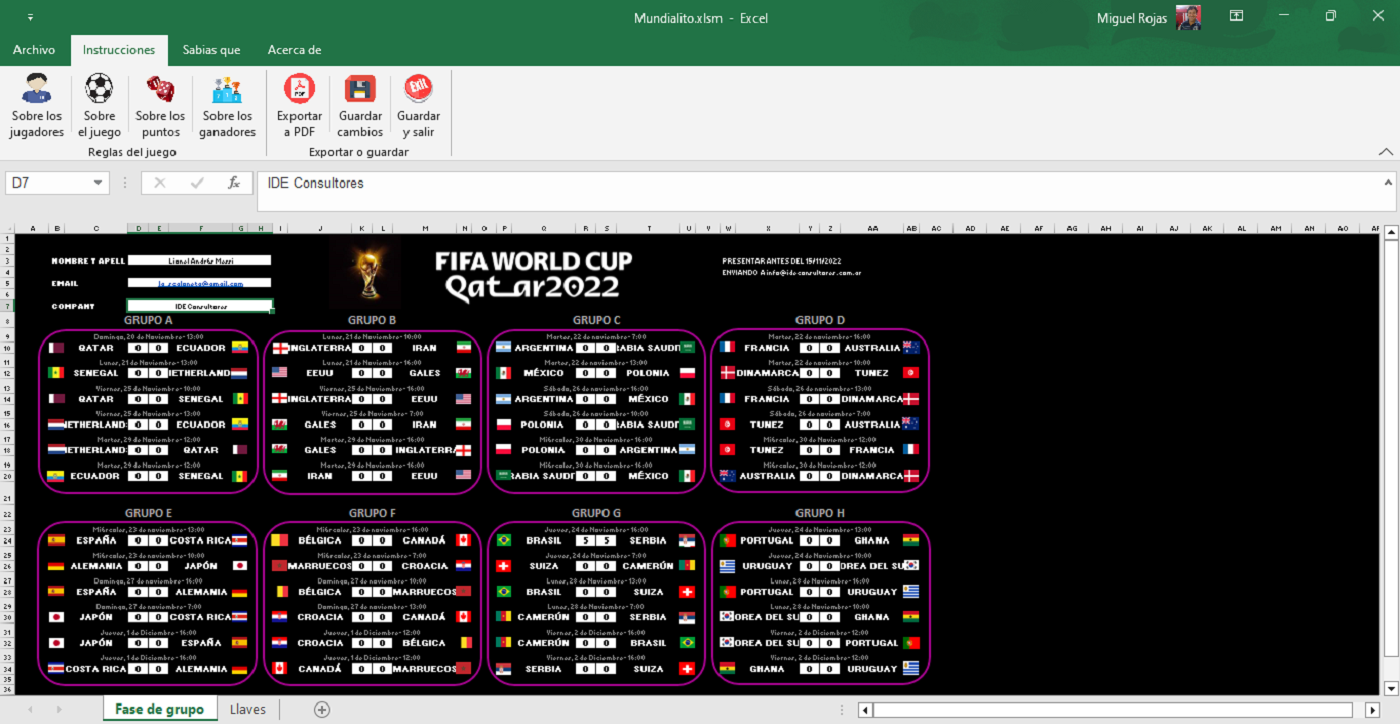 Mundialito.xlsm - Excel
Miguel Rojas
Archivo Instrucciones Sabias que Acerca de
Sobre los jugadores
Sobre el juego
Sobre los puntos
Sobre los ganadores
Exportar a PDF
Guardar cambios
Guardar y salir
Reglas del juego
Exportar o guardar
D7 fx IDE Consultores
A B C D E F G H I J K L M N O P Q R S T U V W X Y Z AA AB AC AD AE AF AG AH AI AJ AK AL AM AN AO
NOMBRE Y APELL Lionel Andrés Messi
EMAIL
COMPANY IDE Consultores
FIFA WORLD CUP
Qatar2022
PRESENTAR ANTES DEL 15/11/2022
GRUPO A
Domingo, 20 de Noviembre - 13:00
QATAR 0 0 ECUADOR
Lunes, 21 de Noviembre - 13:00
SENEGAL 0 0 IETHERLAND
Viernes, 25 de Noviembre - 10:00
QATAR 0 0 SENEGAL
Viernes, 25 de Noviembre - 13:00
IETHERLAND 0 0 ECUADOR
Martes, 29 de Noviembre - 12:00
IETHERLAND 0 0 QATAR
Martes, 29 de Noviembre - 12:00
ECUADOR 0 0 SENEGAL
GRUPO B
Lunes, 21 de Noviembre - 10:00
INGLATERRA 0 0 IRAN
Lunes, 21 de Noviembre - 16:00
EEUU 0 0 GALES
Viernes, 25 de Noviembre - 16:00
INGLATERRA 0 0 EEUU
Viernes, 25 de Noviembre - 7:00
GALES 0 0 IRAN
Martes, 29 de Noviembre - 16:00
GALES 0 0 INGLATERRA
Martes, 29 de Noviembre - 16:00
IRAN 0 0 EEUU
GRUPO C
Martes, 22 de noviembre - 7:00
ARGENTINA 0 0 ABIA SAUDI
Martes, 22 de noviembre - 13:00
MÉXICO 0 0 POLONIA
Sábado, 26 de noviembre - 16:00
ARGENTINA 0 0 MÉXICO
Sábado, 26 de noviembre - 10:00
POLONIA 0 0 ABIA SAUDI
Miércoles, 30 de Noviembre - 16:00
POLONIA 0 0 ARGENTINA
Miércoles, 30 de Noviembre - 16:00
ABIA SAUDI 0 0 MÉXICO
GRUPO D
Martes, 22 de noviembre - 16:00
FRANCIA 0 0 AUSTRALIA
Martes, 22 de noviembre - 10:00
DINAMARCA 0 0 TUNEZ
Sábado, 26 de noviembre - 13:00
FRANCIA 0 0 DINAMARCA
Sábado, 26 de noviembre - 7:00
TUNEZ 0 0 AUSTRALIA
Miércoles, 30 de Noviembre - 12:00
TUNEZ 0 0 FRANCIA
Miércoles, 30 de Noviembre - 12:00
AUSTRALIA 0 0 DINAMARCA
GRUPO E
Miércoles, 23 de noviembre - 13:00
ESPAÑA 0 0 COSTA RICA
Miércoles, 23 de noviembre - 10:00
ALEMANIA 0 0 JAPÓN
Domingo, 27 de noviembre - 16:00
ESPAÑA 0 0 ALEMANIA
Domingo, 27 de noviembre - 7:00
JAPÓN 0 0 COSTA RICA
Jueves, 1 de Diciembre - 16:00
JAPÓN 0 0 ESPAÑA
Jueves, 1 de Diciembre - 16:00
COSTA RICA 0 0 ALEMANIA
GRUPO F
Miércoles, 23 de noviembre - 16:00
BÉLGICA 0 0 CANADÁ
Miércoles, 23 de noviembre - 7:00
MARRUECOS 0 0 CROACIA
Domingo, 27 de noviembre - 10:00
BÉLGICA 0 0 MARRUECOS
Domingo, 27 de noviembre - 13:00
CROACIA 0 0 CANADÁ
Jueves, 1 de Diciembre - 12:00
CROACIA 0 0 BÉLGICA
Jueves, 1 de Diciembre - 12:00
CANADÁ 0 0 MARRUECOS
GRUPO G
Jueves, 24 de noviembre - 16:00
BRASIL 5 5 SERBIA
Jueves, 24 de noviembre - 7:00
SUIZA 0 0 CAMERÚN
Lunes, 28 de Noviembre - 13:00
BRASIL 0 0 SUIZA
Lunes, 28 de Noviembre - 7:00
CAMERÚN 0 0 SERBIA
Viernes, 2 de Diciembre - 16:00
CAMERÚN 0 0 BRASIL
Viernes, 2 de Diciembre - 16:00
SERBIA 0 0 SUIZA
GRUPO H
Jueves, 24 de noviembre - 13:00
PORTUGAL 0 0 GHANA
Jueves, 24 de noviembre - 10:00
URUGUAY 0 0 OREA DEL SU
Lunes, 28 de Noviembre - 16:00
PORTUGAL 0 0 URUGUAY
Lunes, 28 de Noviembre - 10:00
OREA DEL SU 0 0 GHANA
Viernes, 2 de Diciembre - 12:00
OREA DEL SU 0 0 PORTUGAL
Viernes, 2 de Diciembre - 12:00
GHANA 0 0 URUGUAY
Fase de grupo Llaves